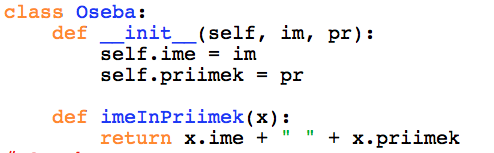 class Oseba:
    def __init__(self, im, pr):
        self.ime = im
        self.priimek = pr

    def imeInPriimek(x):
        return x.ime + " " + x.priimek